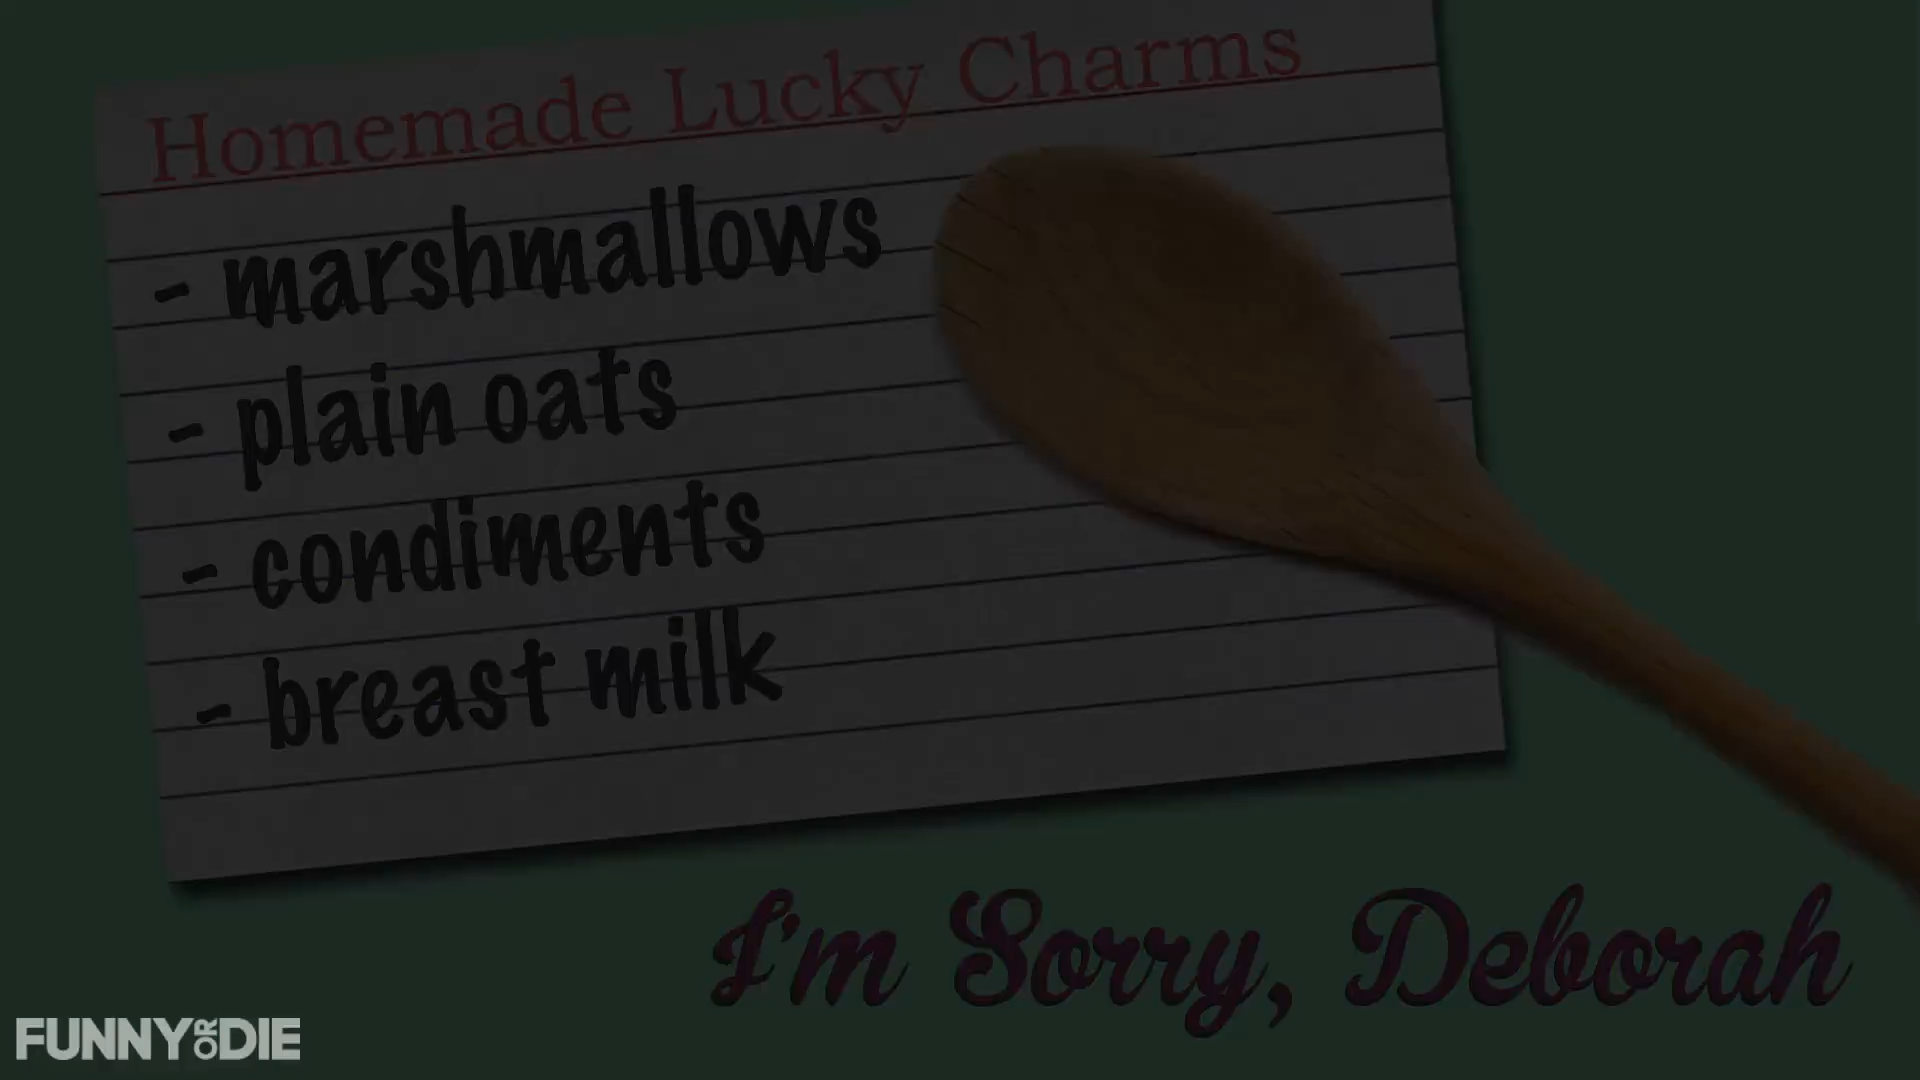 Homemade Lucky Charms
- marshmallows
- plain oats
- condiments
- breast milk
I'm Sorry, Deborah
FUNNY OR DIE